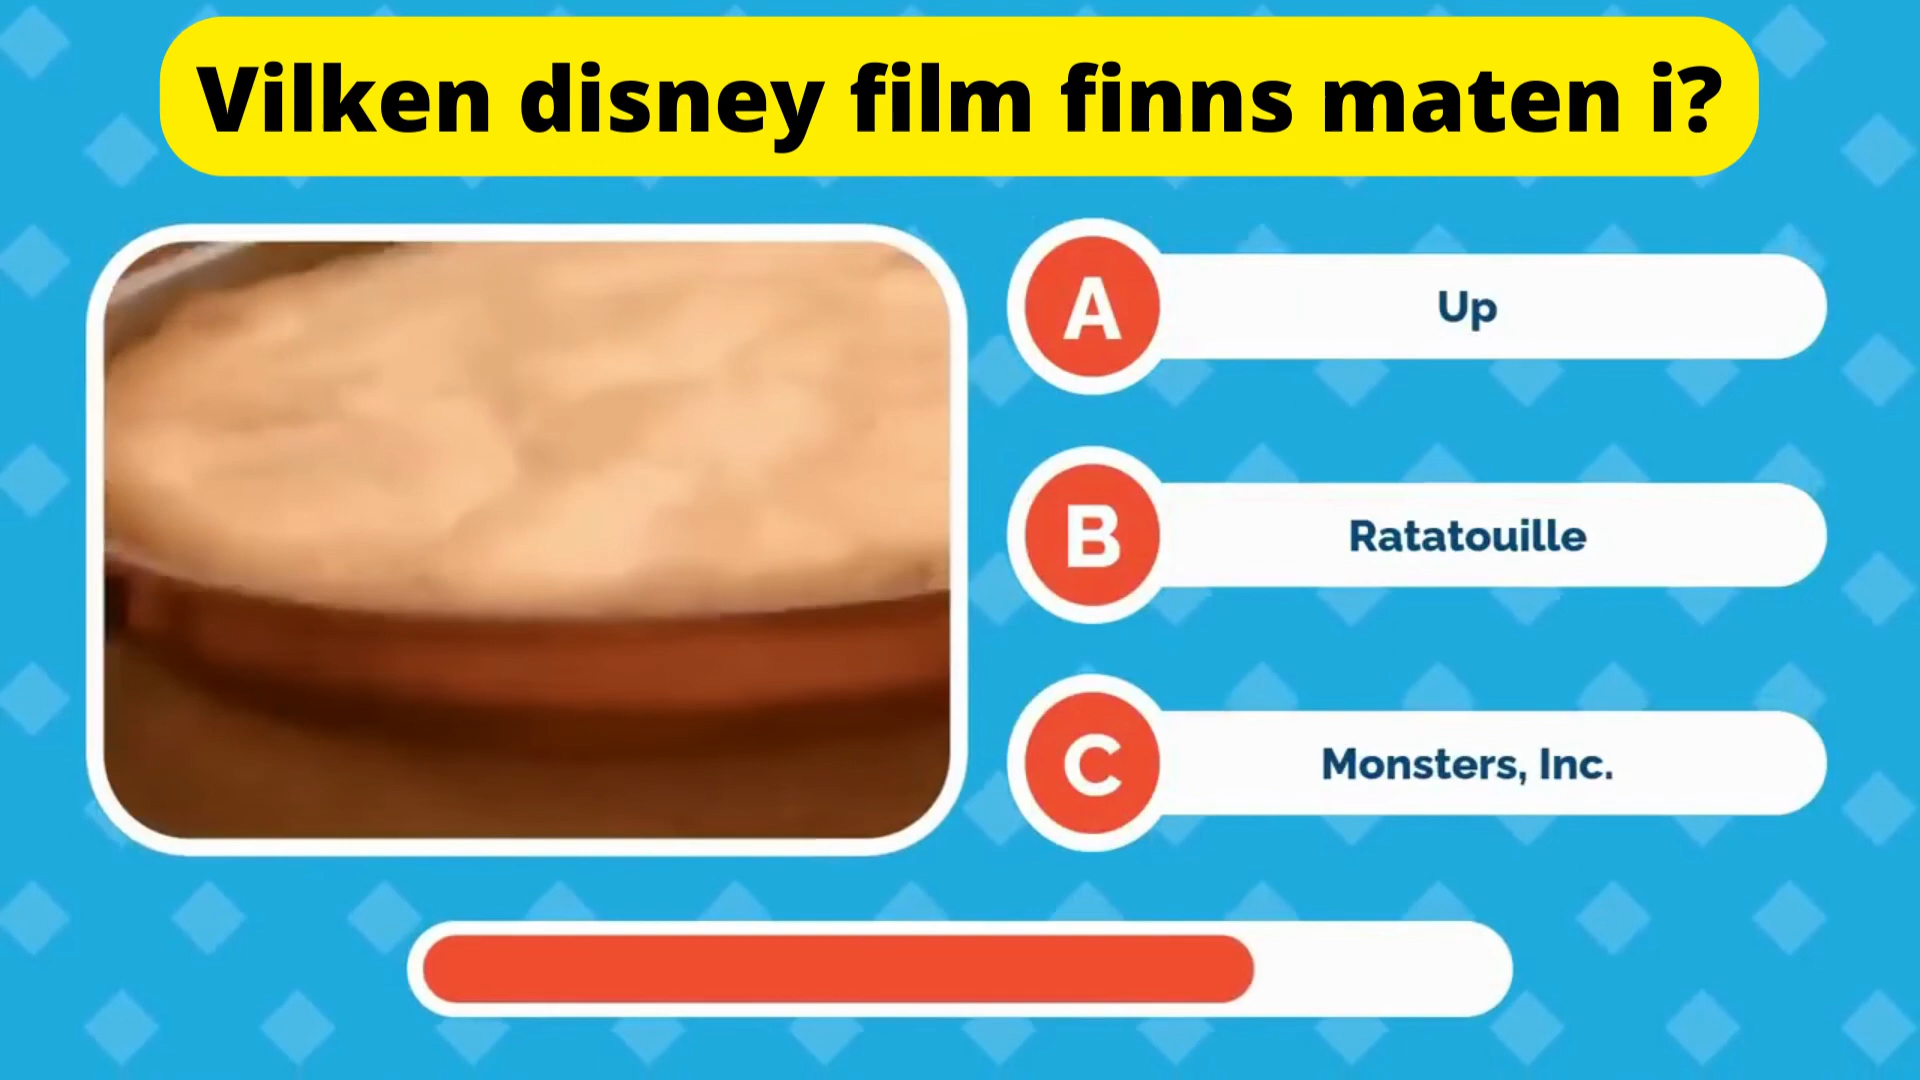 Vilken disney film finns maten i?
A
Up
B
Ratatouille
C
Monsters, Inc.